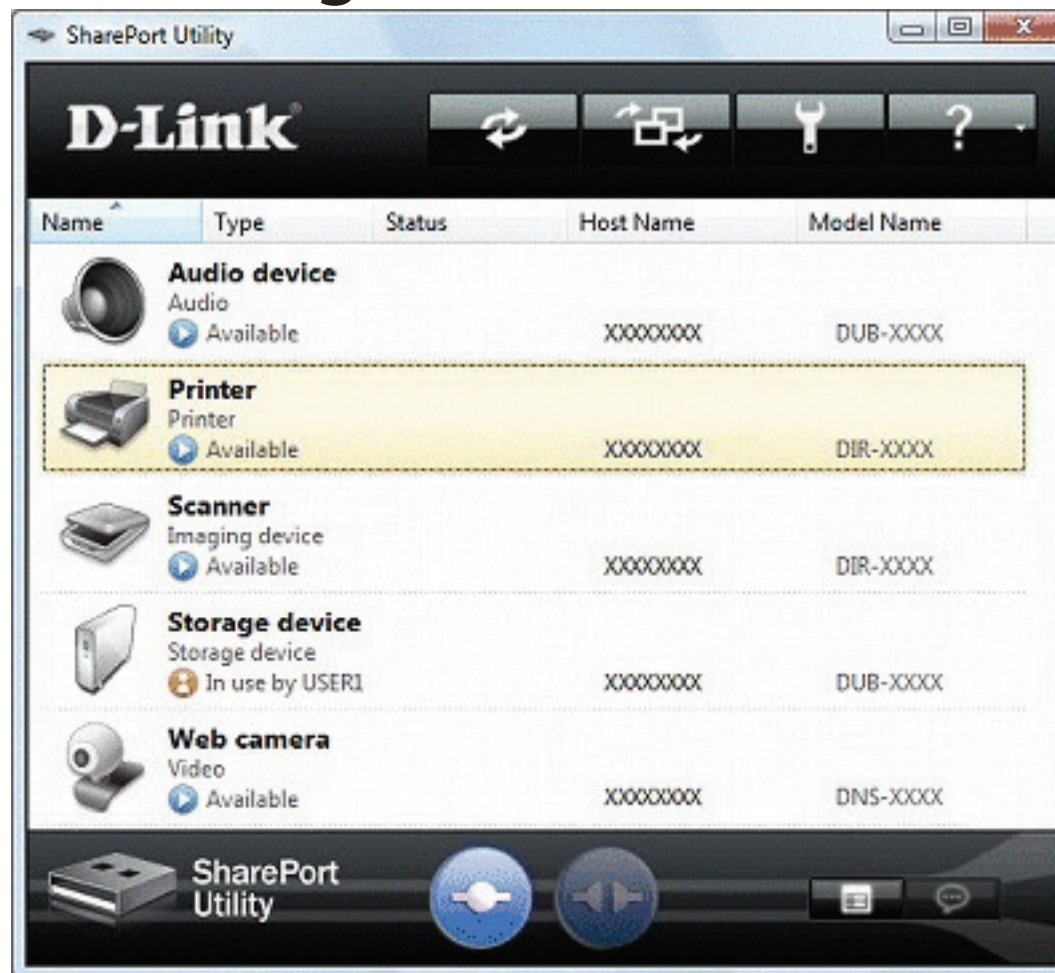 SharePort Utility
D-Link
?
Name Type Status Host Name Model Name
Audio device
Audio
Available XXXXXXXX DUB-XXXX
Printer
Printer
Available XXXXXXXX DIR-XXXX
Scanner
Imaging device
Available XXXXXXXX DIR-XXXX
Storage device
Storage device
In use by USER1 XXXXXXXX DUB-XXXX
Web camera
Video
Available XXXXXXXX DNS-XXXX
SharePort
Utility